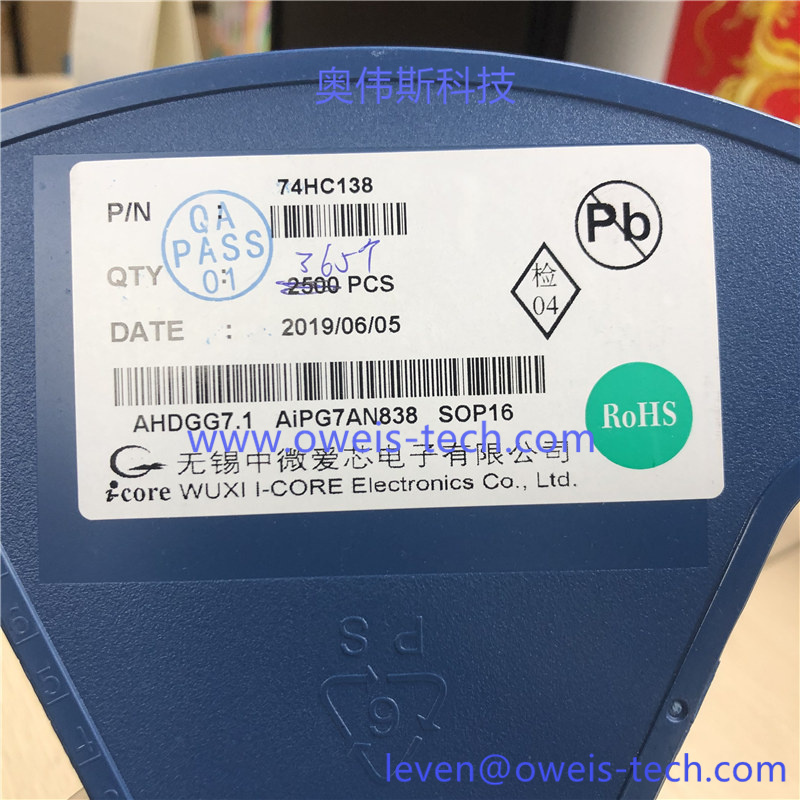 奥伟斯科技
74HC138
P/N :
QA
PASS
01
Pb
QTY : 2500 PCS
检
04
DATE : 2019/06/05
AHDGG7.1 AiPG7AN838 SOP16
RoHS
www.oweis-tech.com
无锡中微爱芯电子有限公司
i-core WUXI I-CORE Electronics Co., Ltd.
PS
6
leven@oweis-tech.com